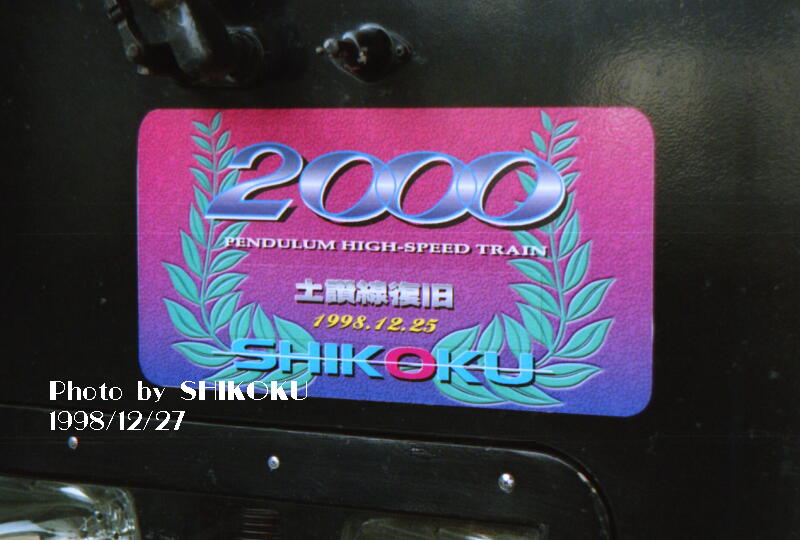 2000
PENDULUM HIGH-SPEED TRAIN
土讃線復旧
1998.12.25
SHIKOKU
Photo by SHIKOKU
1998/12/27